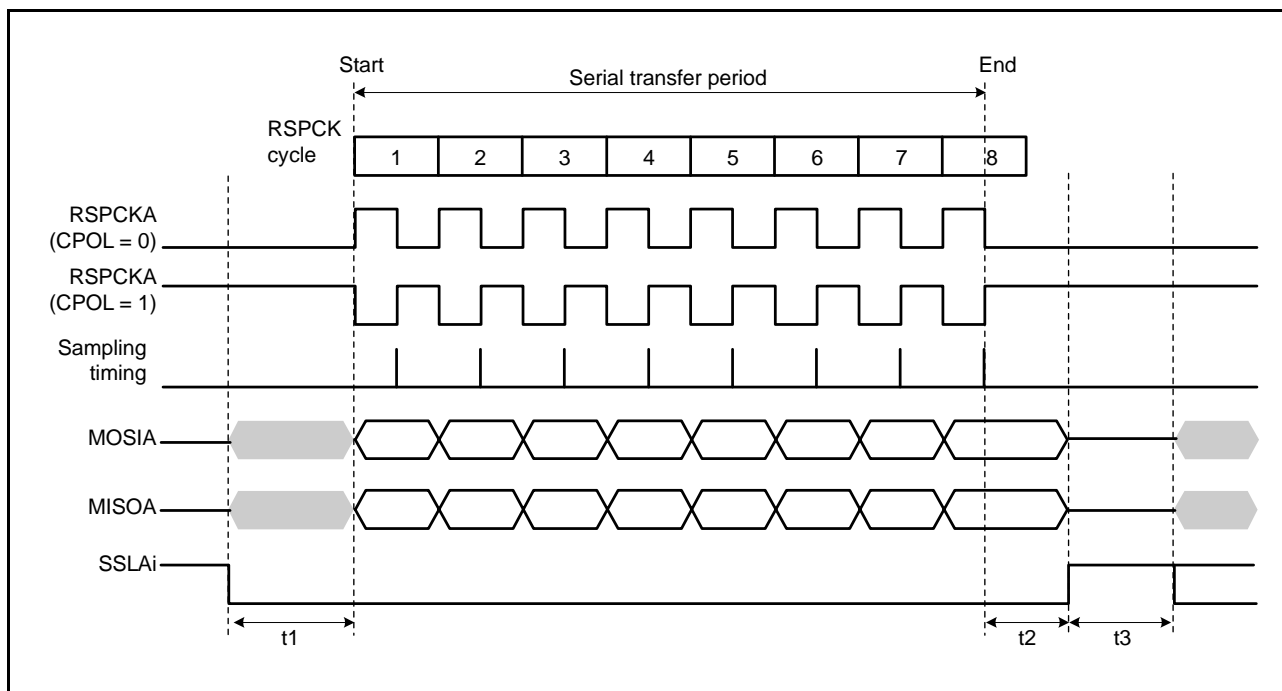 Start
Serial transfer period
End
RSPCK
cycle
1 2 3 4 5 6 7 8
RSPCKA
(CPOL = 0)
RSPCKA
(CPOL = 1)
Sampling
timing
MOSIA
MISOA
SSLAi
t1
t2
t3